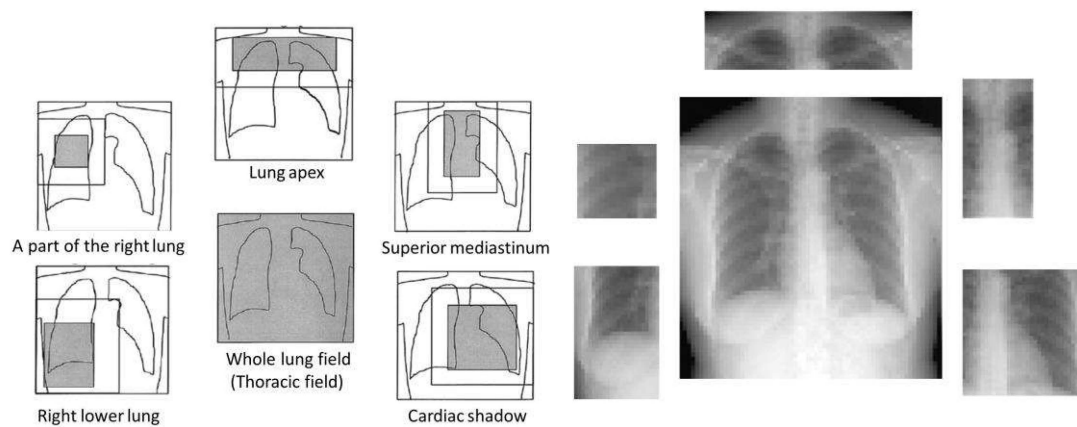 Lung apex
A part of the right lung
Superior mediastinum
Whole lung field
(Thoracic field)
Right lower lung
Cardiac shadow